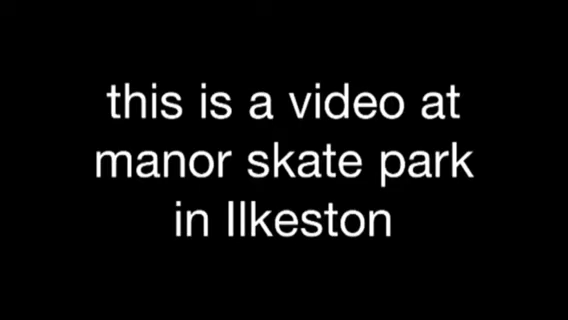 this is a video at
manor skate park
in Ilkeston